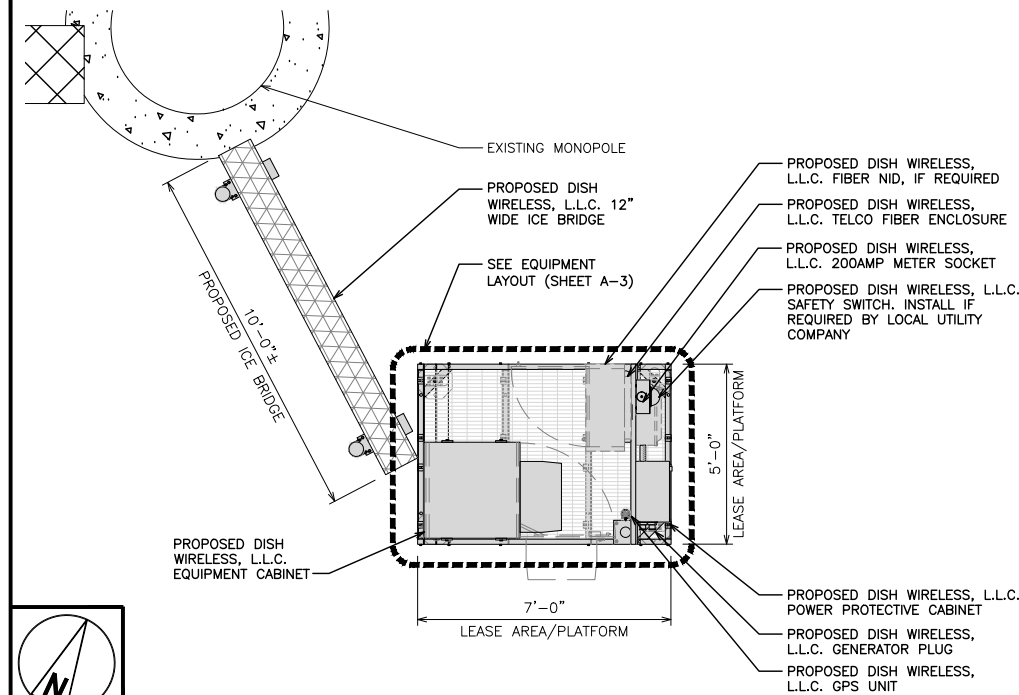 EXISTING MONOPOLE
PROPOSED DISH
WIRELESS, L.L.C. 12"
WIDE ICE BRIDGE
SEE EQUIPMENT
LAYOUT (SHEET A-3)
PROPOSED DISH WIRELESS,
L.L.C. FIBER NID, IF REQUIRED
PROPOSED DISH WIRELESS,
L.L.C. TELCO FIBER ENCLOSURE
PROPOSED DISH WIRELESS,
L.L.C. 200AMP METER SOCKET
PROPOSED DISH WIRELESS, L.L.C.
SAFETY SWITCH. INSTALL IF
REQUIRED BY LOCAL UTILITY
COMPANY
10'-0"±
PROPOSED ICE BRIDGE
5'-0"
LEASE AREA/PLATFORM
PROPOSED DISH
WIRELESS, L.L.C.
EQUIPMENT CABINET
7'-0"
LEASE AREA/PLATFORM
PROPOSED DISH WIRELESS, L.L.C.
POWER PROTECTIVE CABINET
PROPOSED DISH WIRELESS,
L.L.C. GENERATOR PLUG
PROPOSED DISH WIRELESS,
L.L.C. GPS UNIT
N